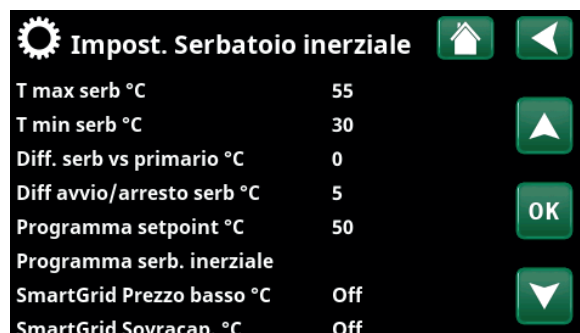 Impost. Serbatoio inerziale
T max serb °C 55
T min serb °C 30
Diff. serb vs primario °C 0
Diff avvio/arresto serb °C 5
Programma setpoint °C 50
Programma serb. inerziale
SmartGrid Prezzo basso °C Off
SmartGrid Sovracap. °C Off
OK